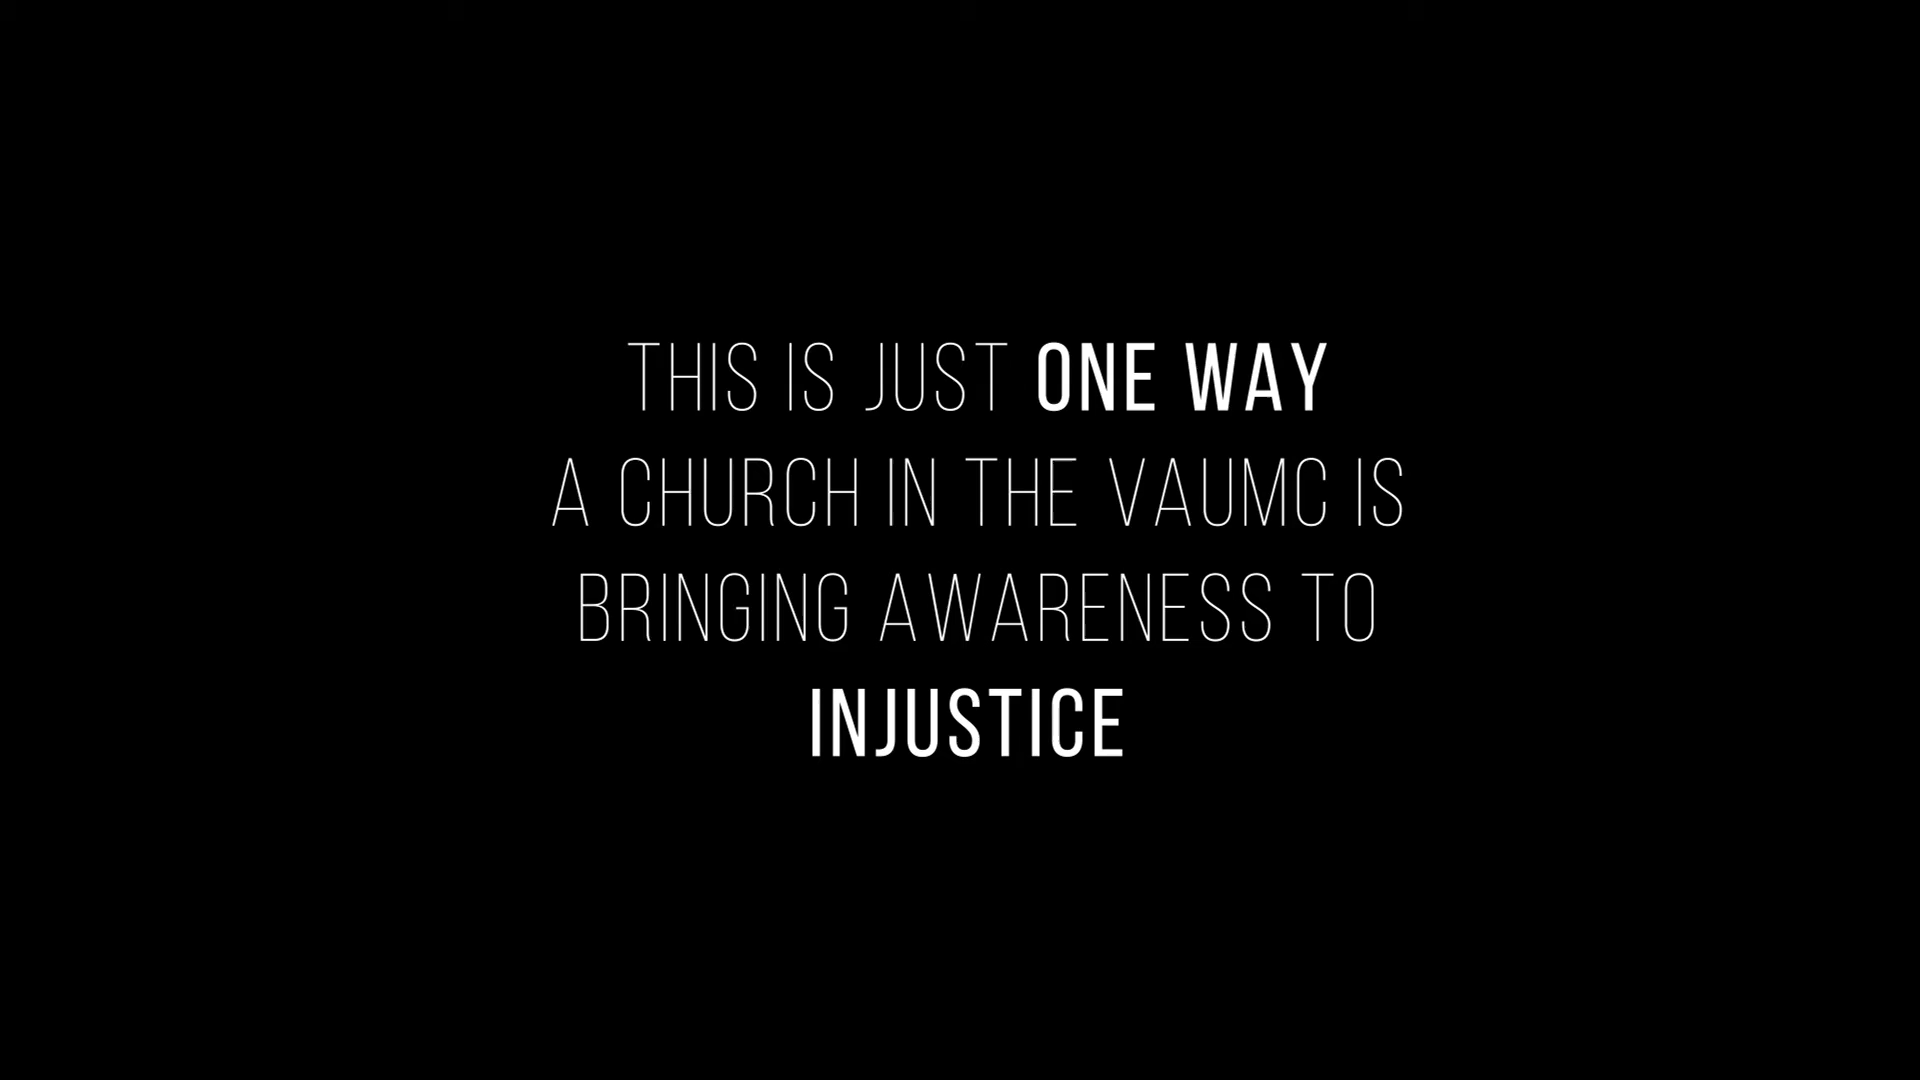 THIS IS JUST ONE WAY
A CHURCH IN THE VAUMC IS
BRINGING AWARENESS TO
INJUSTICE